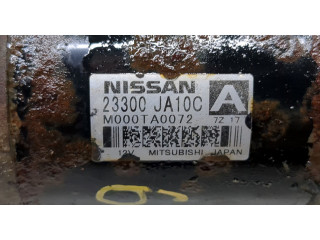 NISSAN
23300 JA10C A
M000TA0072 7Z 17
12V MITSUBISHI JAPAN